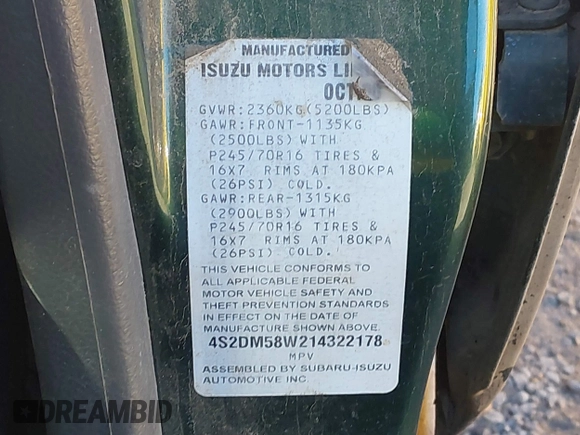 MANUFACTURED
ISUZU MOTORS LI
OCT
GVWR:2360KG(5200LBS)
GAWR:FRONT-1135KG
(2500LBS)WITH
P245/70R16 TIRES &
16X7 RIMS AT 180KPA
(26PSI) COLD.
GAWR:REAR-1315KG
(2900LBS) WITH
P245/70R16 TIRES &
16X7 RIMS AT 180KPA
(26PSI) COLD.
THIS VEHICLE CONFORMS TO
ALL APPLICABLE FEDERAL
MOTOR VEHICLE SAFETY AND
THEFT PREVENTION STANDARDS
IN EFFECT ON THE DATE OF
MANUFACTURE SHOWN ABOVE.
4S2DM58W214322178
MPV
ASSEMBLED BY SUBARU-ISUZU
AUTOMOTIVE INC.
DREAMBID